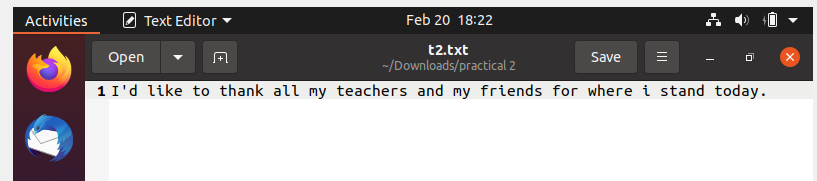 Activities Text Editor Feb 20 18:22
Open t2.txt Save
~/Downloads/practical 2
1 I'd like to thank all my teachers and my friends for where i stand today.